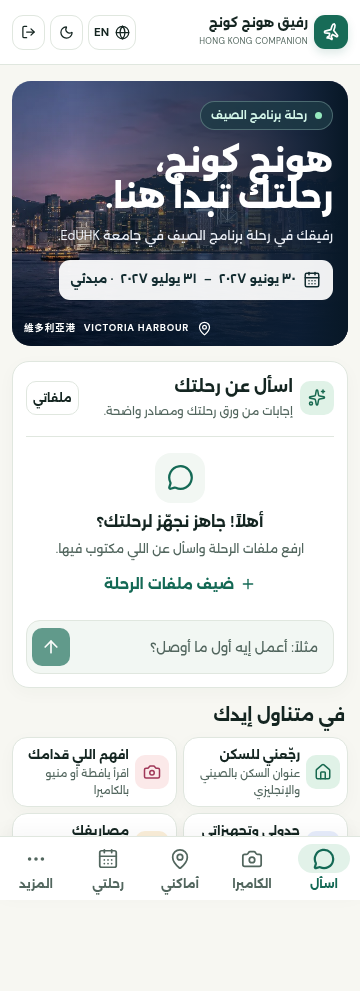 رفيق هونج كونج
HONG KONG COMPANION
EN
رحلة برنامج الصيف
هونج كونج،
رحلتك تبدأ هنا.
رفيقك في رحلة برنامج الصيف في جامعة EdUHK.
٣٠ يونيو ٢٠٢٧ – ٣١ يوليو ٢٠٢٧ · مبدئي
維多利亞港 VICTORIA HARBOUR
اسأل عن رحلتك
إجابات من ورق رحلتك ومصادر واضحة.
ملفاتي
أهلاً! جاهز نجهّز لرحلتك؟
ارفع ملفات الرحلة واسأل عن اللي مكتوب فيها.
+ ضيف ملفات الرحلة
مثلاً: أعمل إيه أول ما أوصل؟
في متناول إيدك
رجّعني للسكن
عنوان السكن بالصيني
والإنجليزي
افهم اللي قدامك
اقرأ يافطة أو منيو
بالكاميرا
جدولي وتجهيزاتي
مصاريفك
اسأل
الكاميرا
أماكني
رحلتي
المزيد